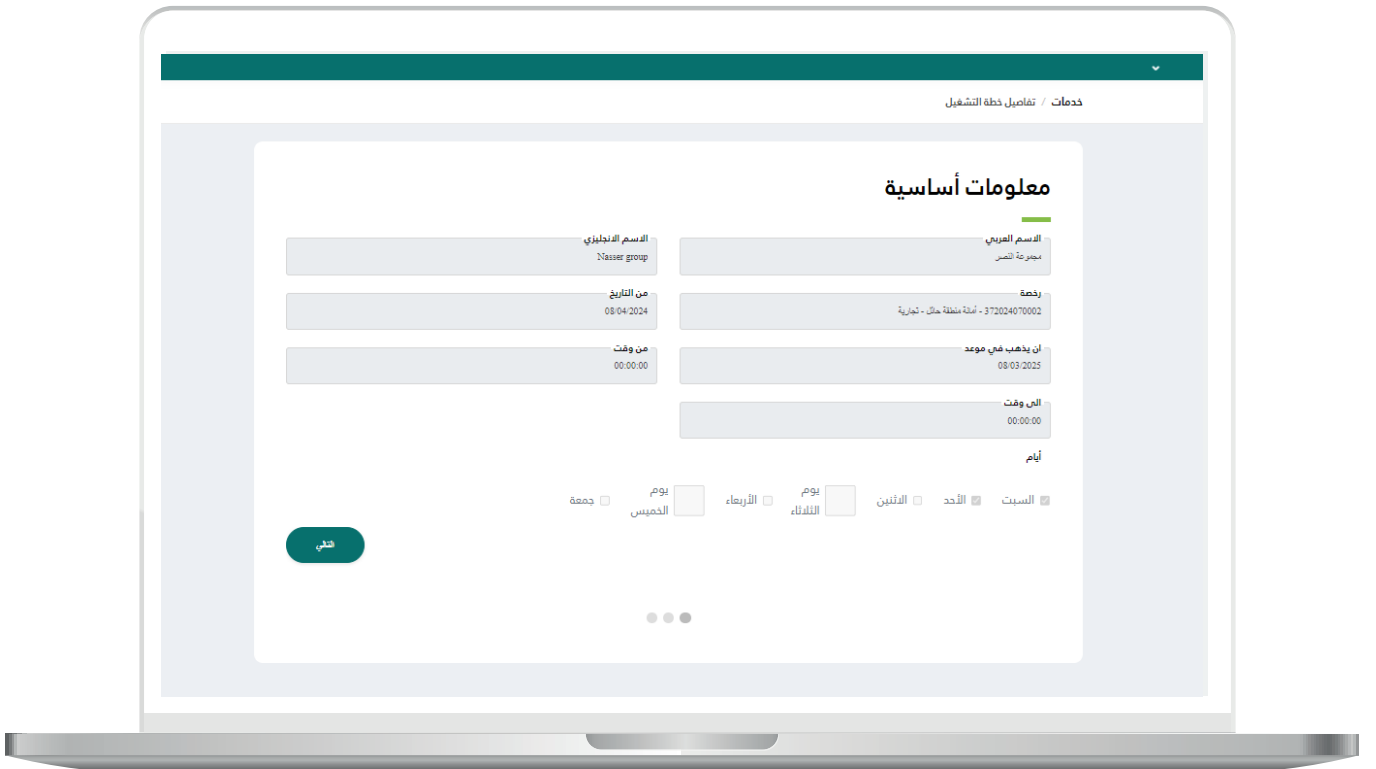 خدمات / تفاصيل خطة التشغيل
معلومات أساسية
الاسم العربي
مجموعة النصر
الاسم الانجليزي
Nasser group
رخصة
372024070002 - أمانة منطقة حائل - تجارية
من التاريخ
08/04/2024
ان يذهب في موعد
08/03/2025
من وقت
00:00:00
الى وقت
00:00:00
أيام
السبت
الأحد
الاثنين
يوم
الثلاثاء
الأربعاء
يوم
الخميس
جمعة
التالي